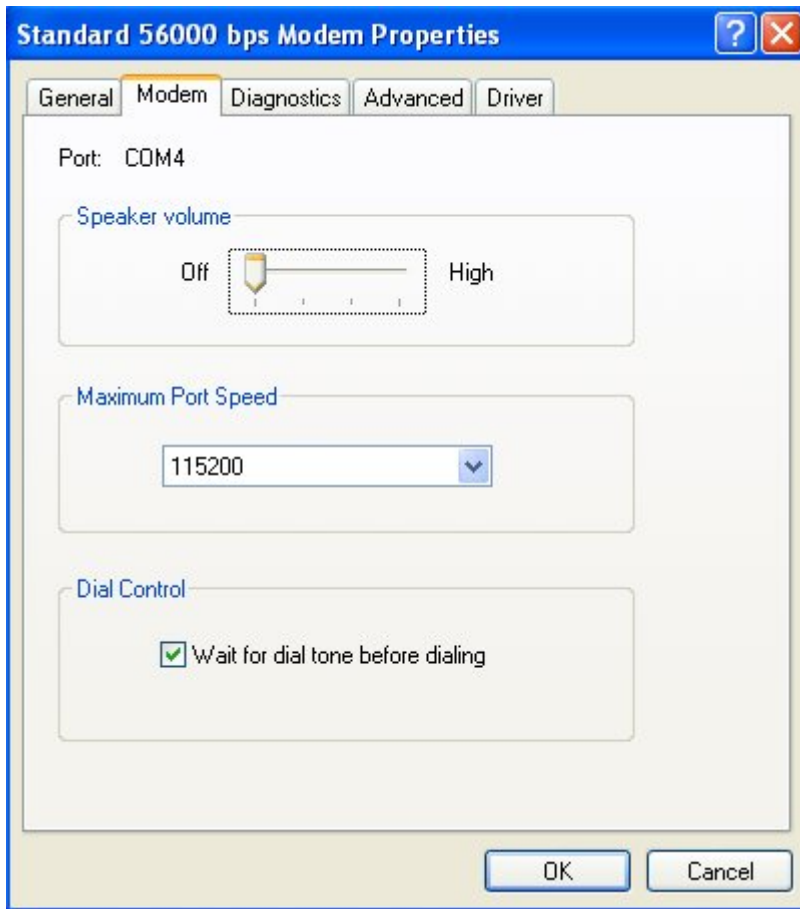 Standard 56000 bps Modem Properties
General Modem Diagnostics Advanced Driver
Port: COM4
Speaker volume
Off High
Maximum Port Speed
115200
Dial Control
Wait for dial tone before dialing
OK Cancel